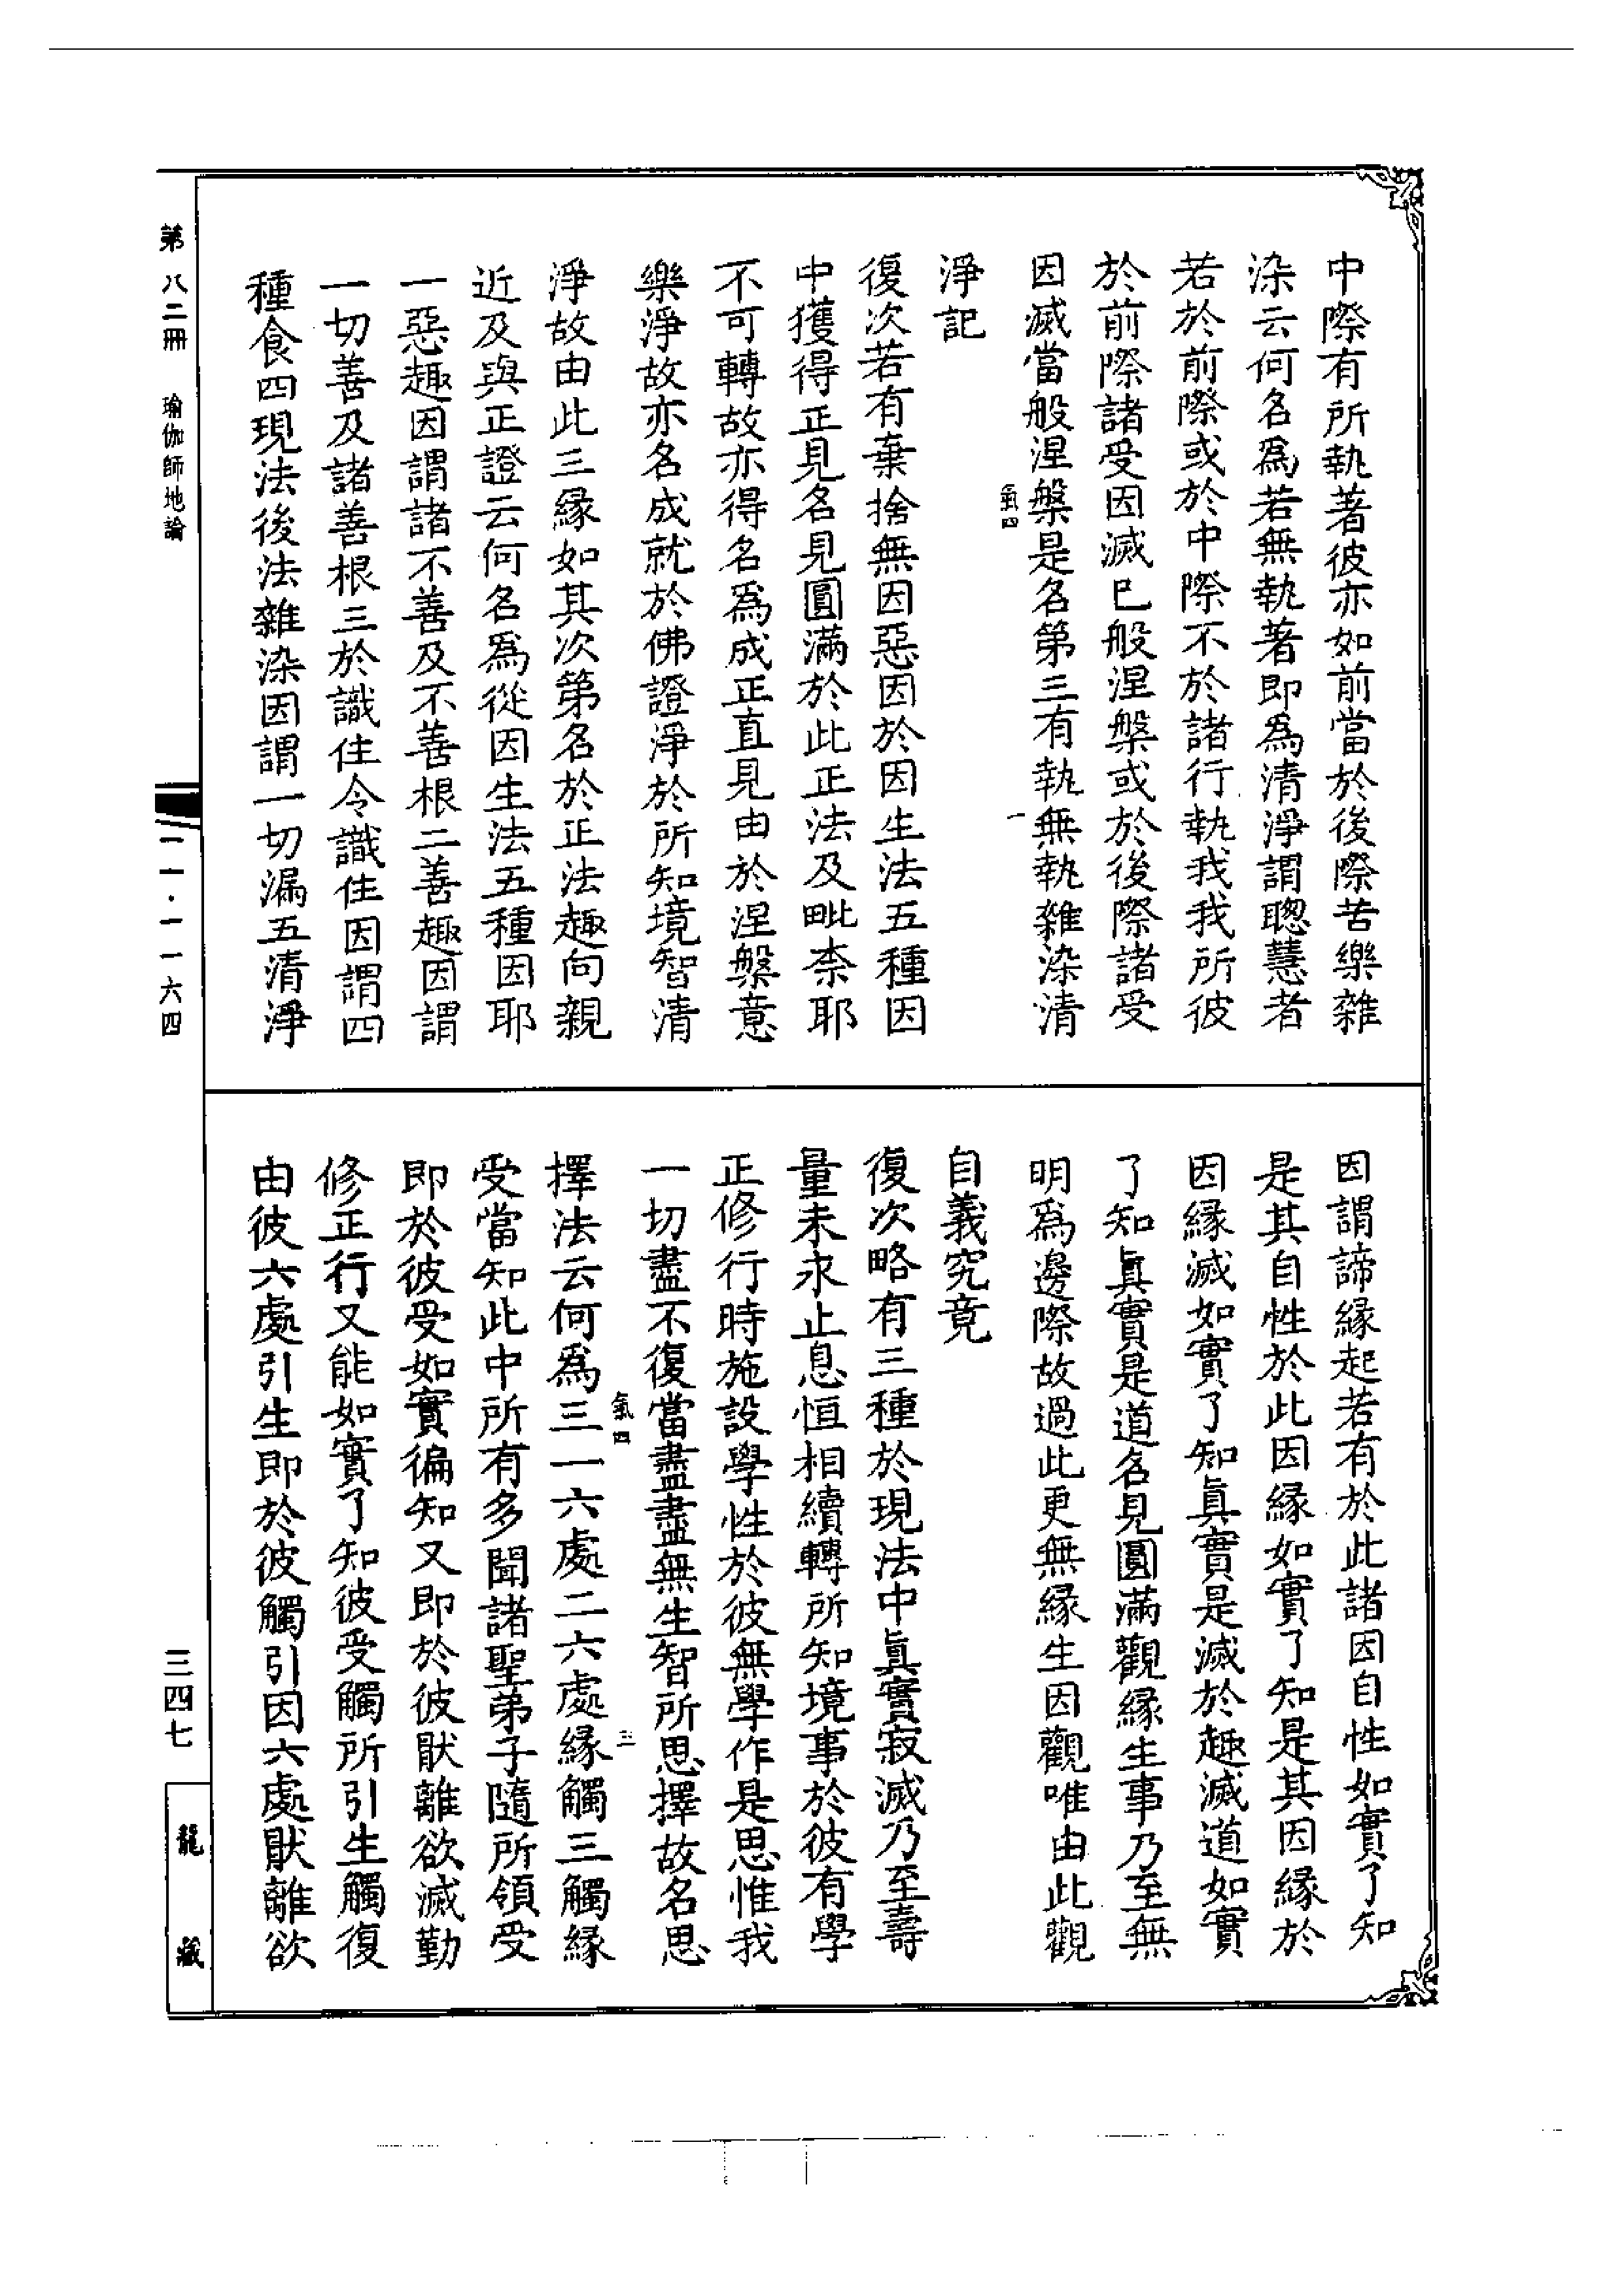 中際有所執著彼亦如前當於後際苦樂雜
染云何名爲若無執著即爲清淨謂聰慧者
若於前際或於中際不於諸行執我我所彼
於前際諸受因滅已般涅槃或於後際諸受
因滅當般涅槃是名第三有執無執雜染清
氣四 一
淨記
復次若有棄捨無因惡因於因生法五種因
中獲得正見名見圓滿於此正法及毗柰耶
不可轉故亦得名爲成正直見由於涅槃意
樂淨故亦名成就於佛證淨於所知境智清
淨故由此三緣如其次第名於正法趣向親
近及與正證云何名爲從因生法五種因耶
一惡趣因謂諸不善及不善根二善趣因謂
一切善及諸善根三於識住令識住因謂四
種食四現法後法雜染因謂一切漏五清淨
因謂諦緣起若有於此諸因自性如實了知
是其自性於此因緣如實了知是其因緣於
因緣滅如實了知眞實是滅於趣滅道如實
了知眞實是道名見圓滿觀緣生事乃至無
明爲邊際故過此更無緣生因觀唯由此觀
自義究竟
復次略有三種於現法中眞實寂滅乃至壽
量未永止息恒相續轉所知境事於彼有學
正修行時施設學性於彼無學作是思惟我
一切盡不復當盡盡無生智所思擇故名思
氣四 三
擇法云何爲三一六處二六處緣觸三觸緣
受當知此中所有多聞諸聖弟子隨所領受
即於彼受如實徧知又即於彼猒離欲滅勤
修正行又能如實了知彼受觸所引生觸復
由彼六處引生即於彼觸引因六處猒離欲
第八二冊 瑜伽師地論
一一·一一六四
三四七
龍藏